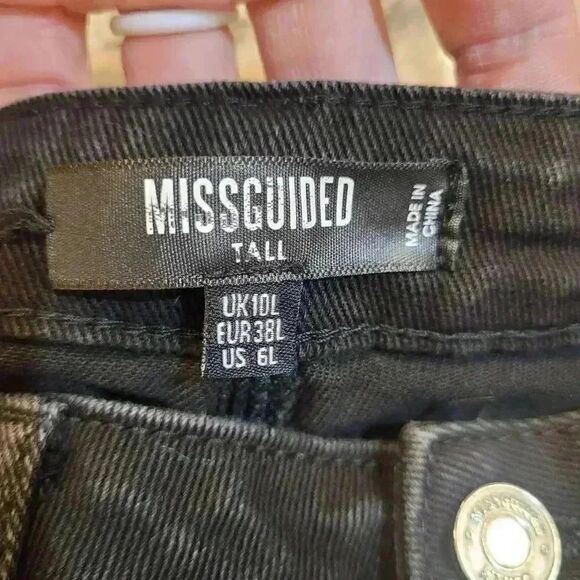 MISSGUIDED
TALL
MADE IN
CHINA
UK10L
EUR38L
US 6L